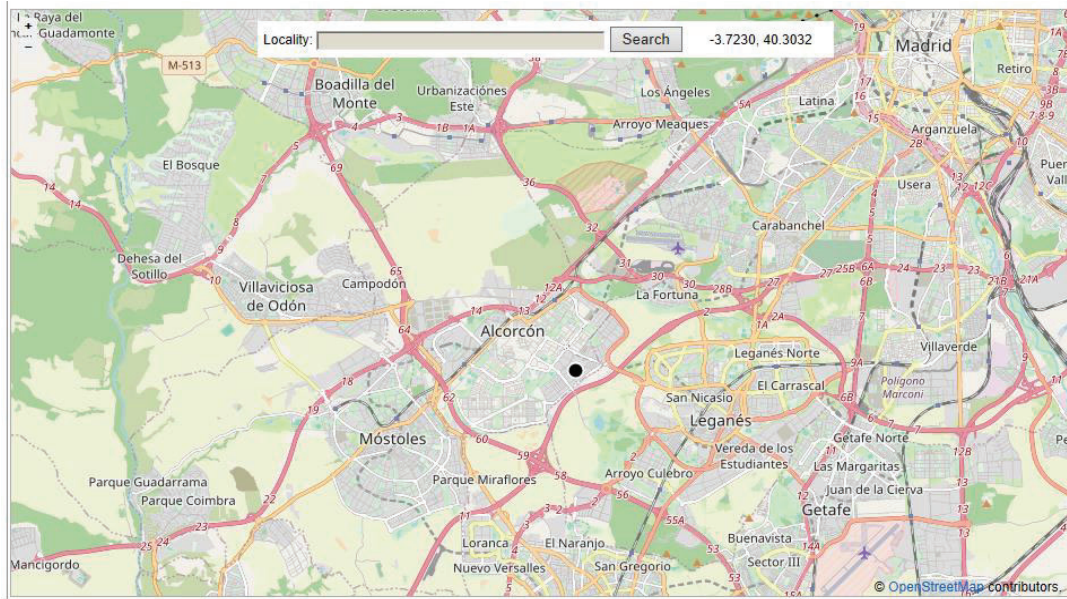 La Raya del
Guadamonte
+
−
Locality:
Search
-3.7230, 40.3032
Madrid
M-513
Retiro
Boadilla del
Monte
Urbanizaciones
Este
Los Ángeles
Latina
5A
16
17
15
Arroyo Meaques
Arganzuela
El Bosque
Usera
Carabanchel
Dehesa del
Sotillo
Villaviciosa
de Odón
Campodón
La Fortuna
Alcorcón
Villaverde
Leganés Norte
El Carrascal
Polígono
Marconi
San Nicasio
Leganés
Móstoles
Getafe Norte
Vereda de los
Estudiantes
Las Margaritas
Arroyo Culebro
Parque Guadarrama
Parque Coimbra
Parque Miraflores
Juan de la Cierva
Getafe
Loranca
El Naranjo
Buenavista
Nuevo Versalles
San Gregorio
Sector III
Mancigordo
© OpenStreetMap contributors,